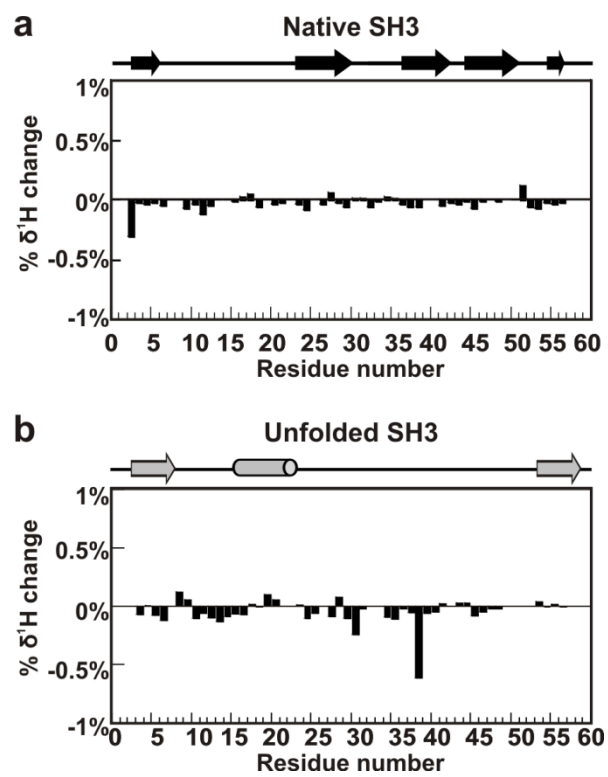 a
Native SH3
1%
0.5%
0%
-0.5%
-1%
% δ¹H change
0 5 10 15 20 25 30 35 40 45 50 55 60
Residue number
b
Unfolded SH3
1%
0.5%
0%
-0.5%
-1%
% δ¹H change
0 5 10 15 20 25 30 35 40 45 50 55 60
Residue number